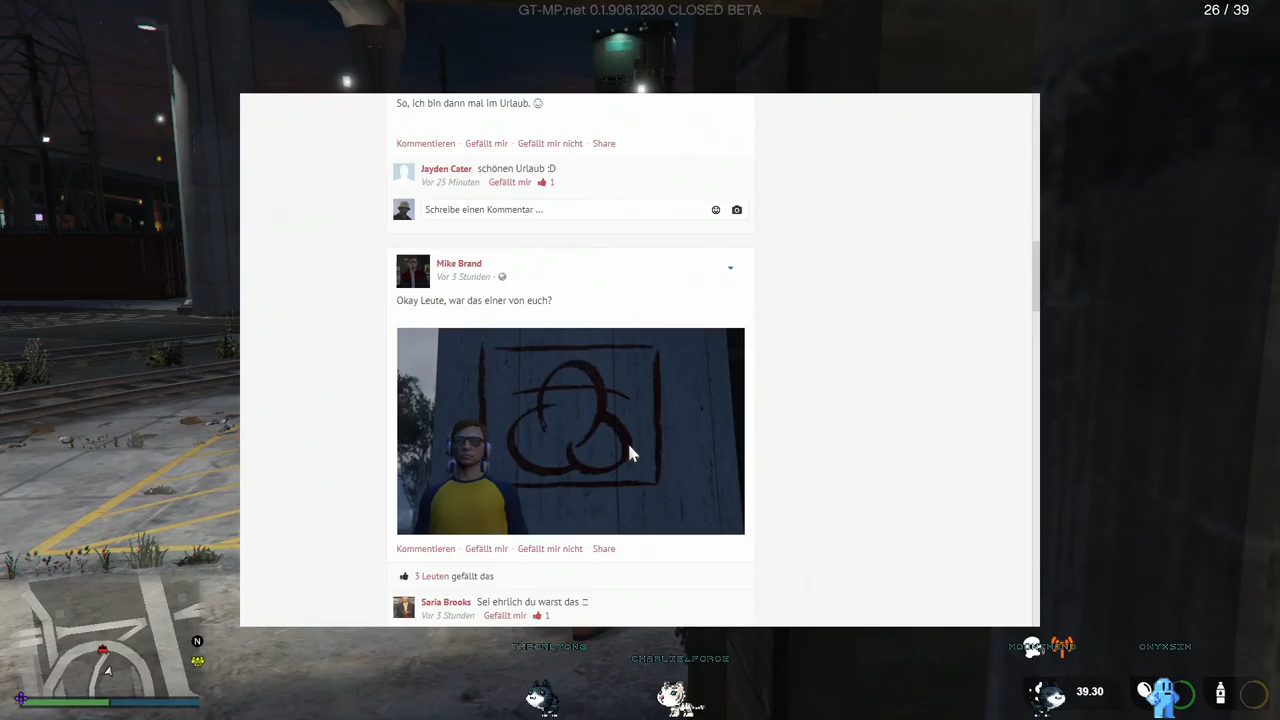 GT-MP.net 0.1.906.1230 CLOSED BETA
26 / 39
So, ich bin dann mal im Urlaub.
Kommentieren · Gefällt mir · Gefällt mir nicht · Share
Jayden Cater schönen Urlaub :D
Vor 25 Minuten Gefällt mir 1
Schreibe einen Kommentar ...
Mike Brand
Vor 3 Stunden -
Okay Leute, war das einer von euch?
Kommentieren · Gefällt mir · Gefällt mir nicht · Share
3 Leuten gefällt das
Saria Brooks Sei ehrlich du warst das □
Vor 3 Stunden Gefällt mir 1
N
THEONLYONS
CHARLIE_FORCE
ONYXSIN
39.30